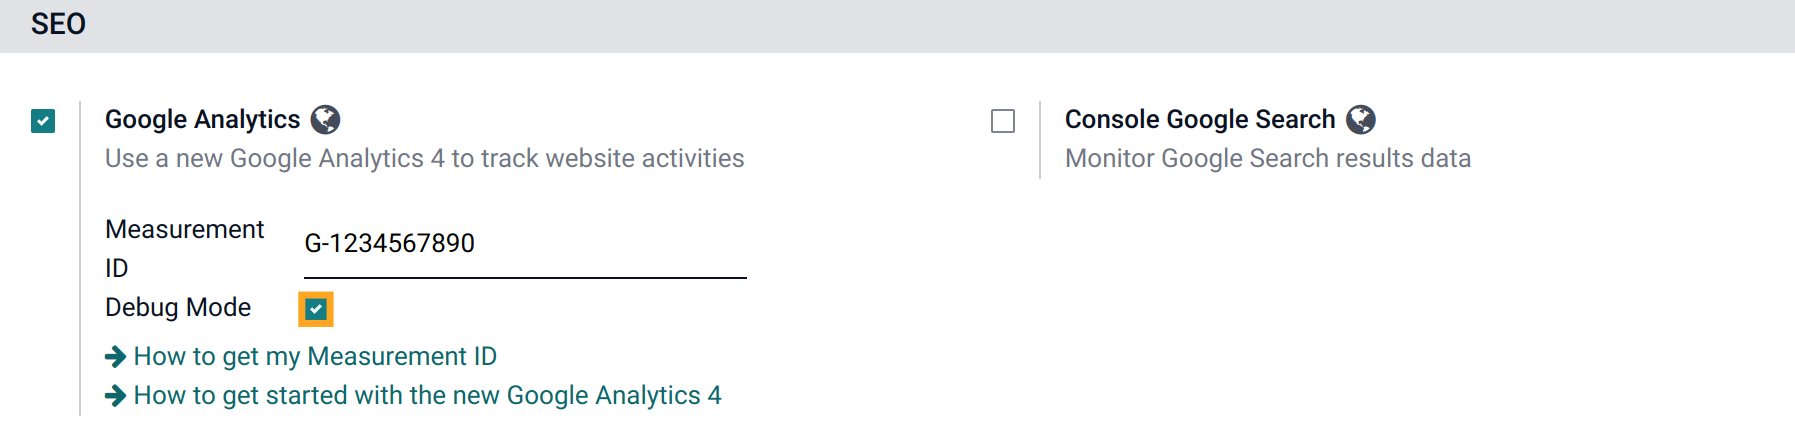 SEO
Google Analytics
Use a new Google Analytics 4 to track website activities
Measurement
ID
G-1234567890
Debug Mode
How to get my Measurement ID
How to get started with the new Google Analytics 4
Console Google Search
Monitor Google Search results data